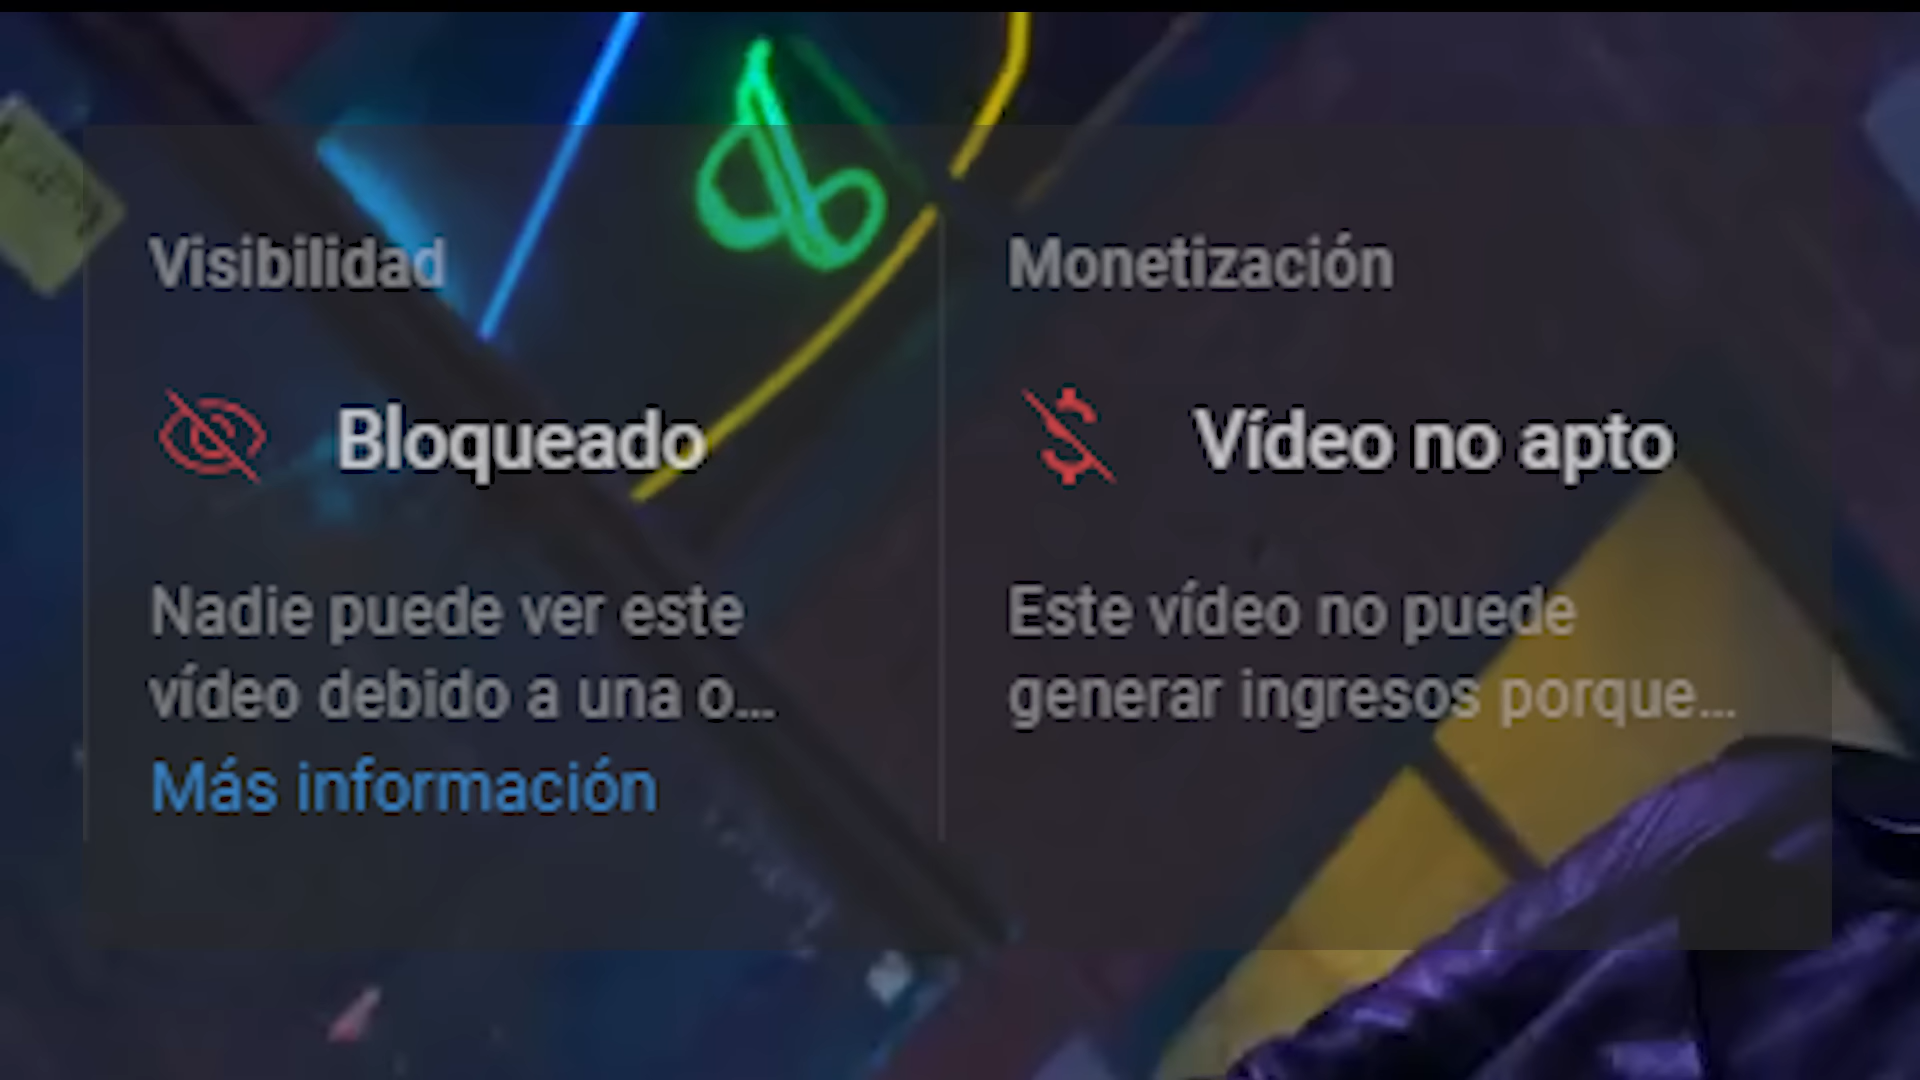 Visibilidad
Bloqueado
Nadie puede ver este
vídeo debido a una o...
Más información
Monetización
Vídeo no apto
Este vídeo no puede
generar ingresos porque...